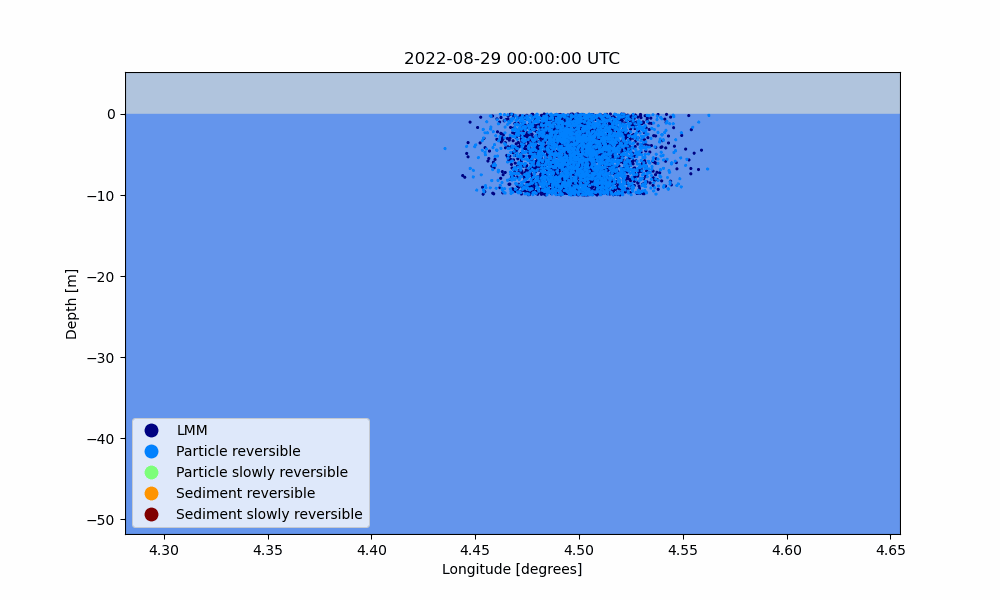 2022-08-29 00:00:00 UTC
0
−10
−20
−30
−40
−50
Depth [m]
LMM
Particle reversible
Particle slowly reversible
Sediment reversible
Sediment slowly reversible
4.30 4.35 4.40 4.45 4.50 4.55 4.60 4.65
Longitude [degrees]